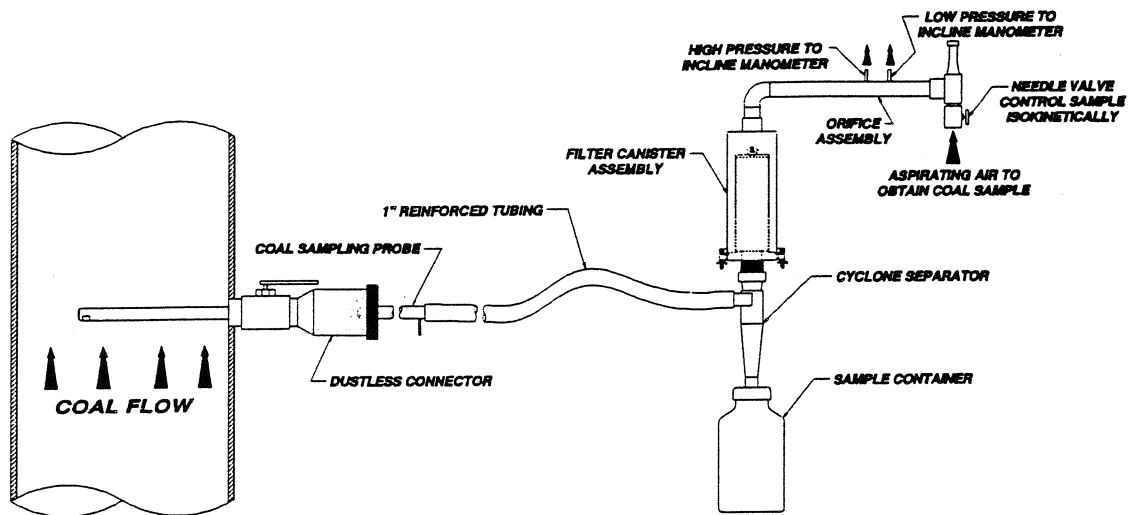 LOW PRESSURE TO
INCLINE MANOMETER
HIGH PRESSURE TO
INCLINE MANOMETER
NEEDLE VALVE
CONTROL SAMPLE
ISOKINETICALLY
ORIFICE
ASSEMBLY
FILTER CANISTER
ASSEMBLY
ASPIRATING AIR TO
OBTAIN COAL SAMPLE
1" REINFORCED TUBING
COAL SAMPLING PROBE
CYCLONE SEPARATOR
DUSTLESS CONNECTOR
SAMPLE CONTAINER
COAL FLOW